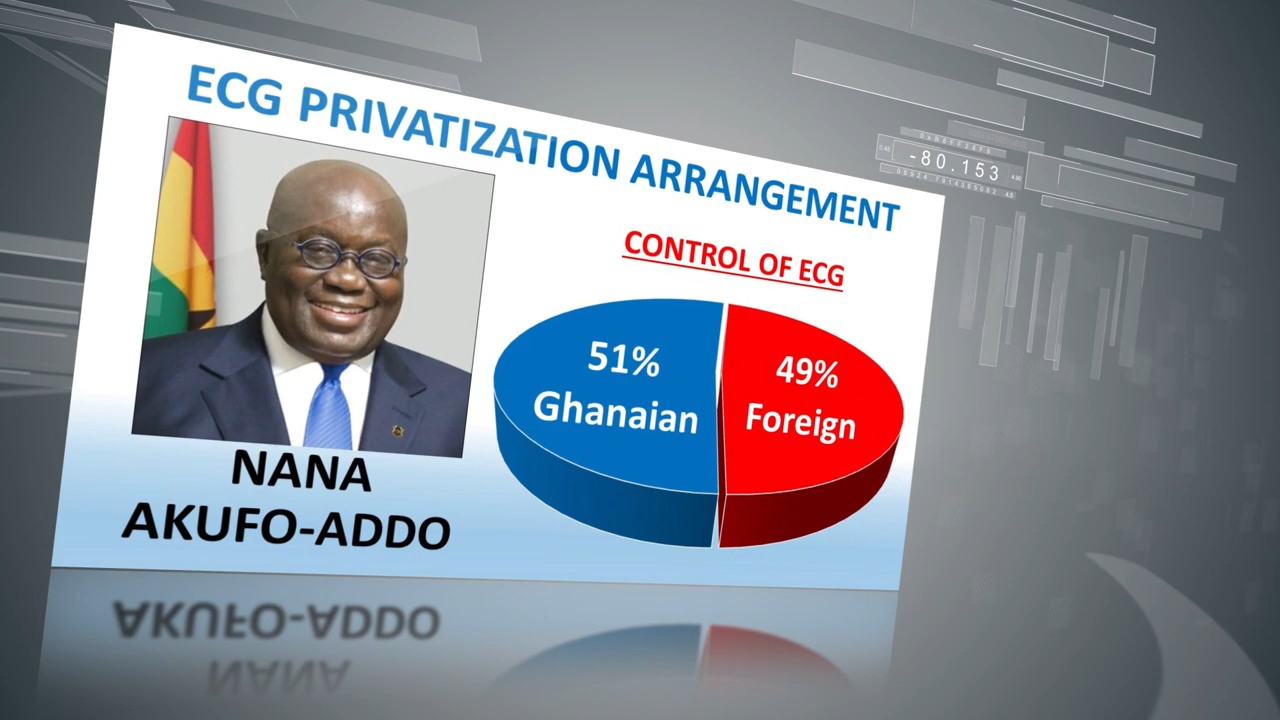 ECG PRIVATIZATION ARRANGEMENT
CONTROL OF ECG
51%
Ghanaian
49%
Foreign
NANA
AKUFO-ADDO
-80.153